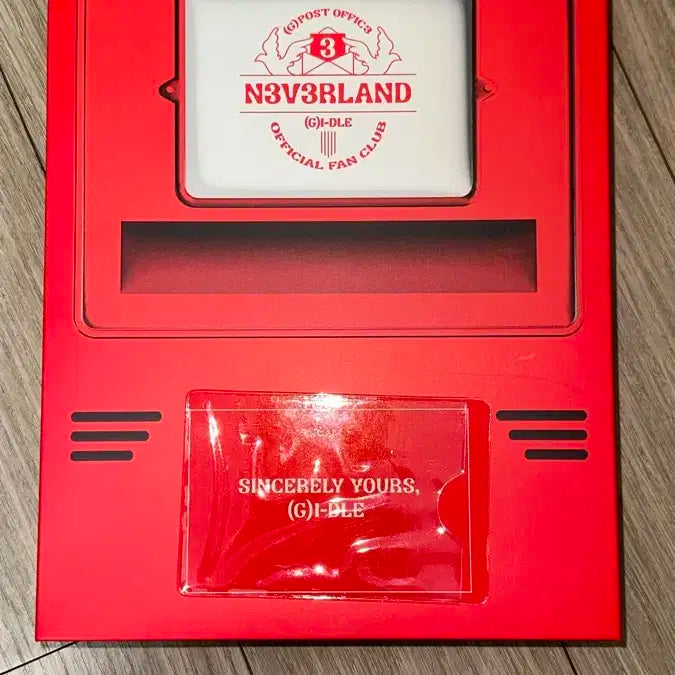 (G)POST OFFIC3
3
N3V3RLAND
(G)I-DLE
OFFICIAL FAN CLUB
SINCERELY YOURS,
(G)I-DLE